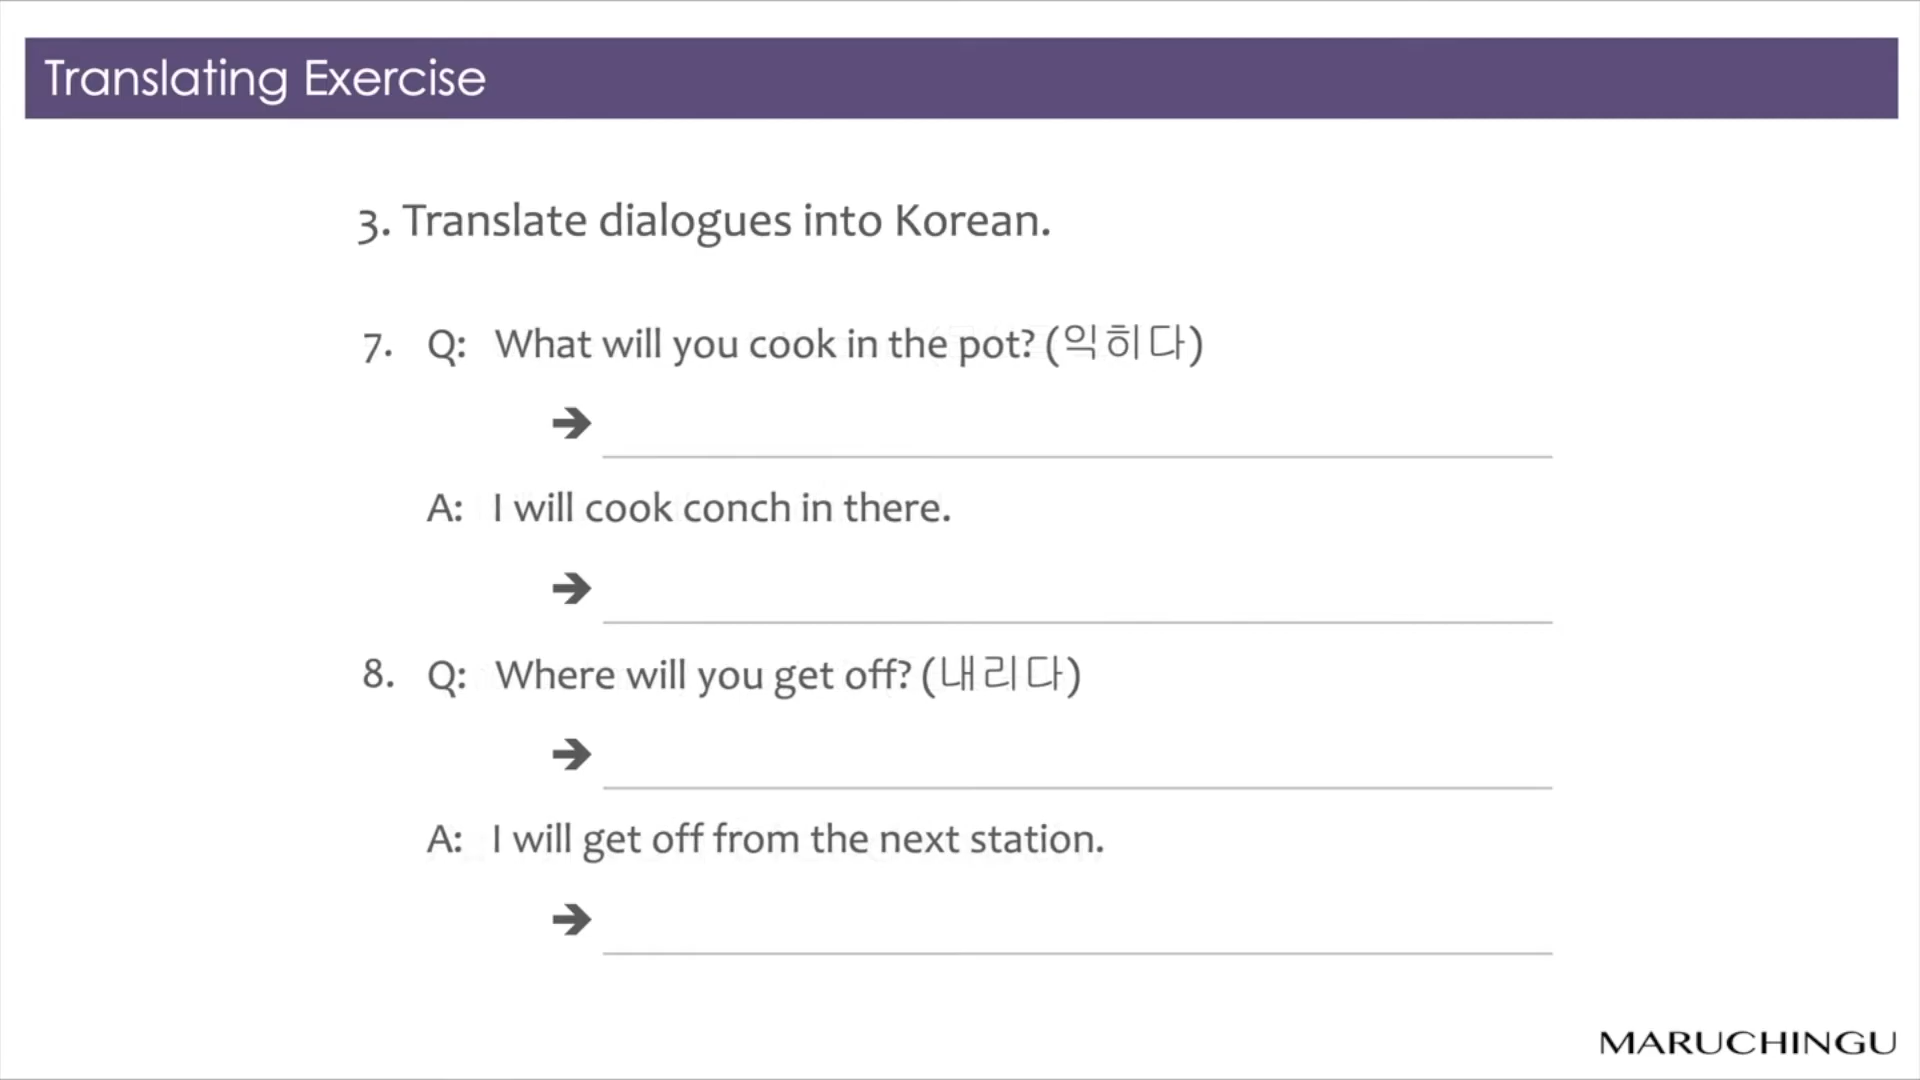 Translating Exercise
3. Translate dialogues into Korean.
7. Q: What will you cook in the pot? (익히다)
➔
A: I will cook conch in there.
➔
8. Q: Where will you get off? (내리다)
➔
A: I will get off from the next station.
➔
MARUCHINGU